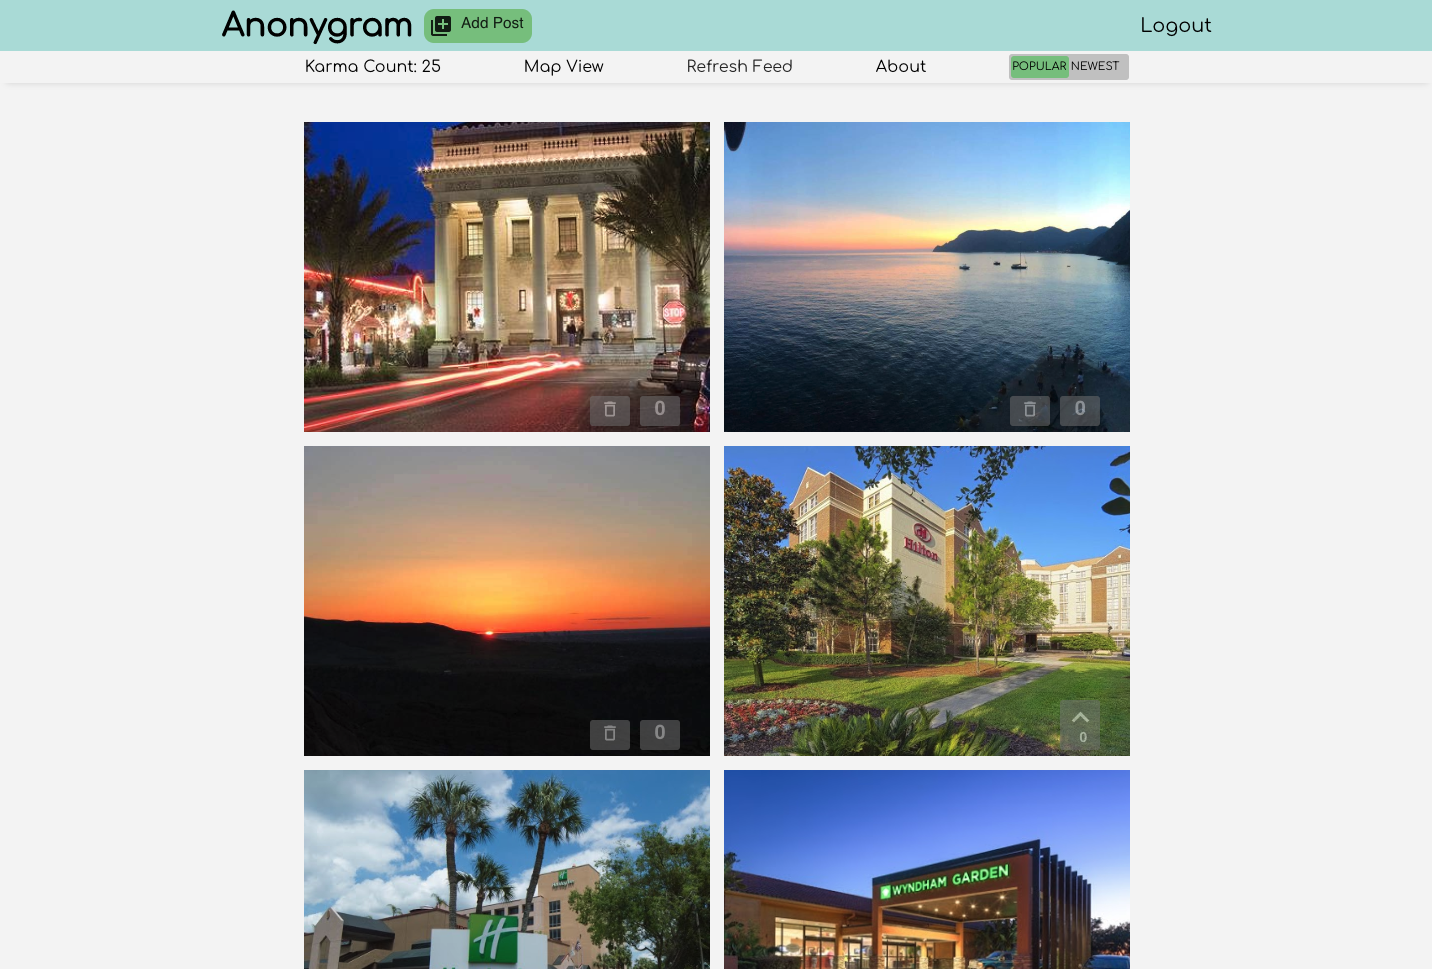 Anonygram
Add Post
Logout
Karma Count: 25
Map View
Refresh Feed
About
POPULAR
NEWEST
STOP
0
0
Hilton
0
0
WYNDHAM GARDEN